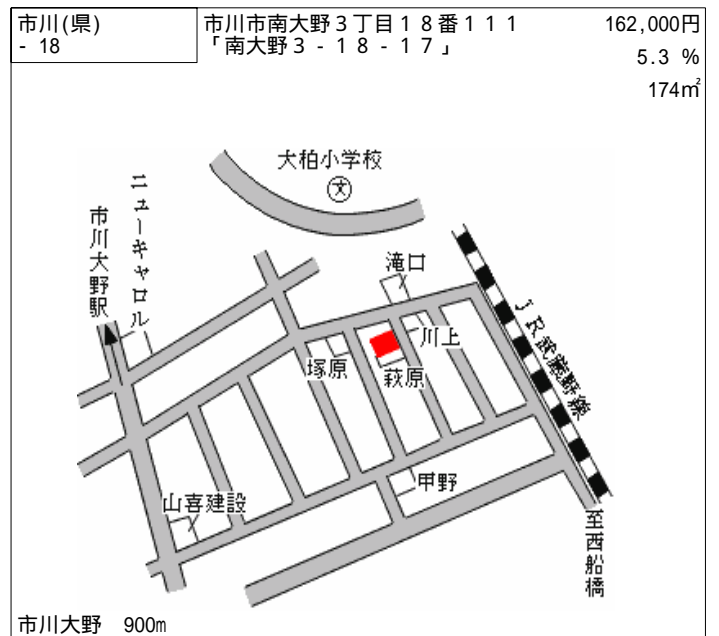 市川(県)
- 18
市川市南大野3丁目18番111
「南大野3-18-17」
162,000円
5.3 %
174㎡
大柏小学校
文
ニューキャロル
市川大野駅
滝口
川上
塚原
萩原
JR武蔵野線
甲野
山喜建設
至西船橋
市川大野 900m